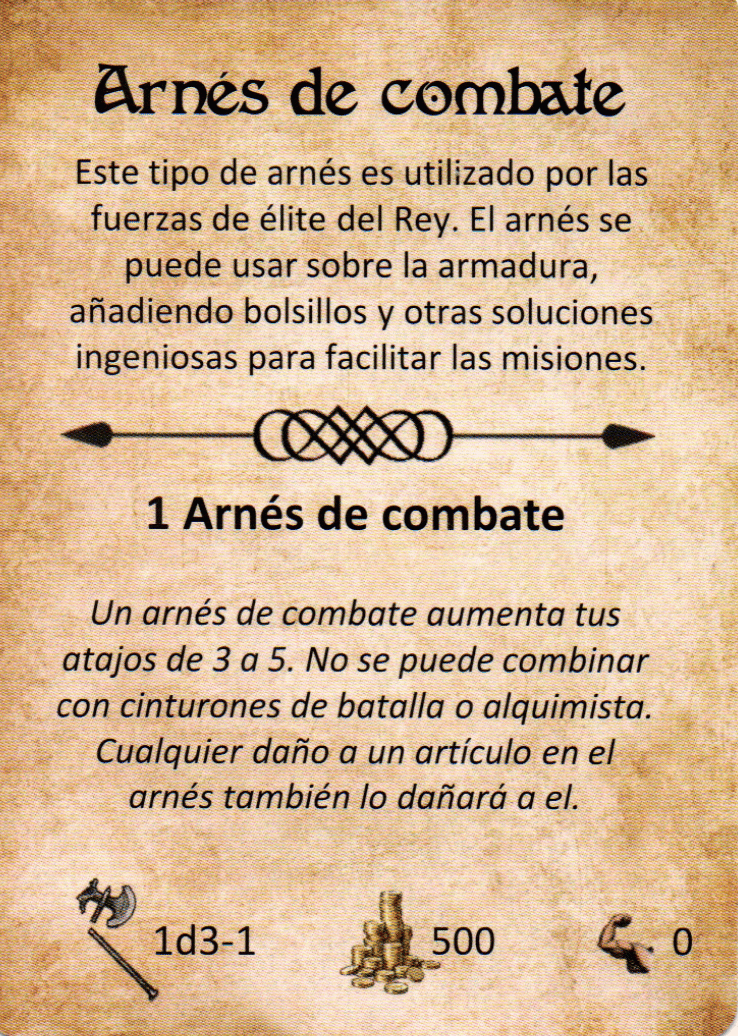 Arnés de combate
Este tipo de arnés es utilizado por las
fuerzas de élite del Rey. El arnés se
puede usar sobre la armadura,
añadiendo bolsillos y otras soluciones
ingeniosas para facilitar las misiones.
1 Arnés de combate
Un arnés de combate aumenta tus
atajos de 3 a 5. No se puede combinar
con cinturones de batalla o alquimista.
Cualquier daño a un artículo en el
arnés también lo dañará a el.
1d3-1 500 0